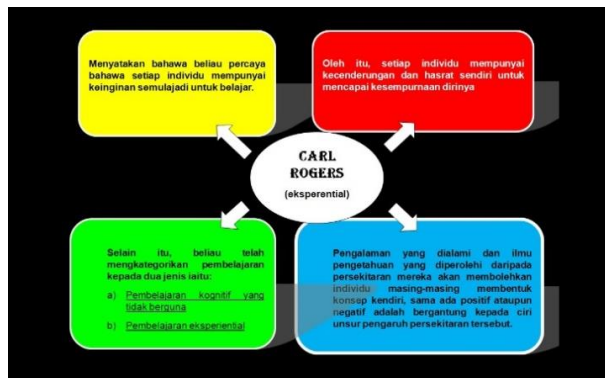 Menyatakan bahawa beliau percaya
bahawa setiap individu mempunyai
keinginan semulajadi untuk belajar.
Oleh itu, setiap individu mempunyai
kecenderungan dan hasrat sendiri untuk
mencapai kesempurnaan dirinya
CARL
ROGERS
(eksperential)
Selain itu, beliau telah
mengkategorikan pembelajaran
kepada dua jenis iaitu:
a) Pembelajaran kognitif yang
tidak berguna
b) Pembelajaran eksperiential
Pengalaman yang dialami dan ilmu
pengetahuan yang diperolehi daripada
persekitaran mereka akan membolehkan
individu masing-masing membentuk
konsep kendiri, sama ada positif ataupun
negatif adalah bergantung kepada ciri
unsur pengaruh persekitaran tersebut.